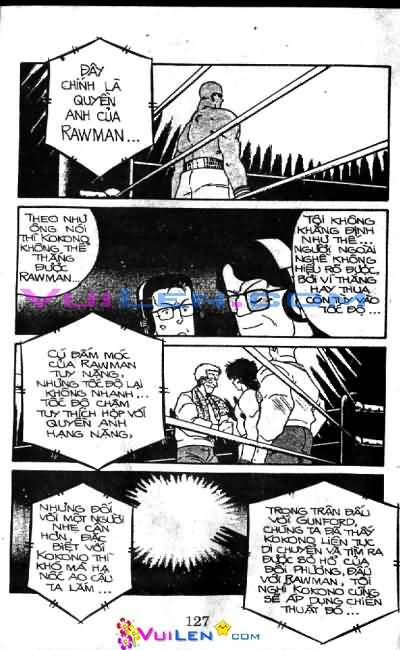 ĐÂY
CHÍNH LÀ
QUYỀN
ANH CỦA
RAWMAN...
THEO NHƯ
ÔNG NÓI
THÌ KOKONO
KHÔNG THỂ
THẮNG
ĐƯỢC
RAWMAN...
TÔI KHÔNG
KHẲNG ĐỊNH
NHƯ THẾ...
NGƯỜI NGOÀI
NGHỀ KHÔNG
HIỂU RÕ ĐƯỢC,
BỞI VÌ THẮNG
HAY THUA
CÒN TUỲ VÀO
TỐC ĐỘ...
VUILEN.COM
CÚ ĐẤM MÓC
CỦA RAWMAN
TUY NẶNG,
NHƯNG TỐC ĐỘ LẠI
KHÔNG NHANH...
TỐC ĐỘ CHẬM
TUY THÍCH HỢP VỚI
QUYỀN ANH
HẠNG NẶNG,
NHƯNG ĐỐI
VỚI MỘT NGƯỜI
NHẸ CÂN
HƠN, ĐẶC
BIỆT VỚI
KOKONO THÌ
KHÓ MÀ HẠ
NỐC AO CẬU
TA LẮM...
TRONG TRẬN ĐẤU
VỚI GUNFORD,
CHÚNG TA ĐÃ THẤY
KOKONO LIÊN TỤC
DI CHUYỂN VÀ TÌM RA
ĐƯỢC SƠ HỞ CỦA
ĐỐI PHƯƠNG, ĐẤU
VỚI RAWMAN, TÔI
NGHĨ KOKONO CŨNG
SẼ ÁP DỤNG CHIẾN
THUẬT ĐÓ...
127
VUILEN.COM